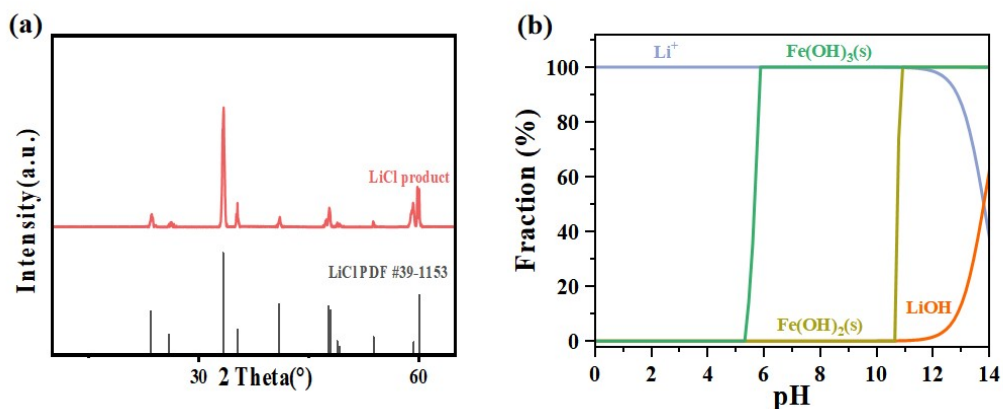 (a)
Intensity(a.u.)
LiCl product
LiCl PDF #39-1153
30
60
2 Theta(°)
(b)
Fraction (%)
100
80
60
40
20
0
Li⁺
Fe(OH)₃(s)
Fe(OH)₂(s)
LiOH
0 2 4 6 8 10 12 14
pH